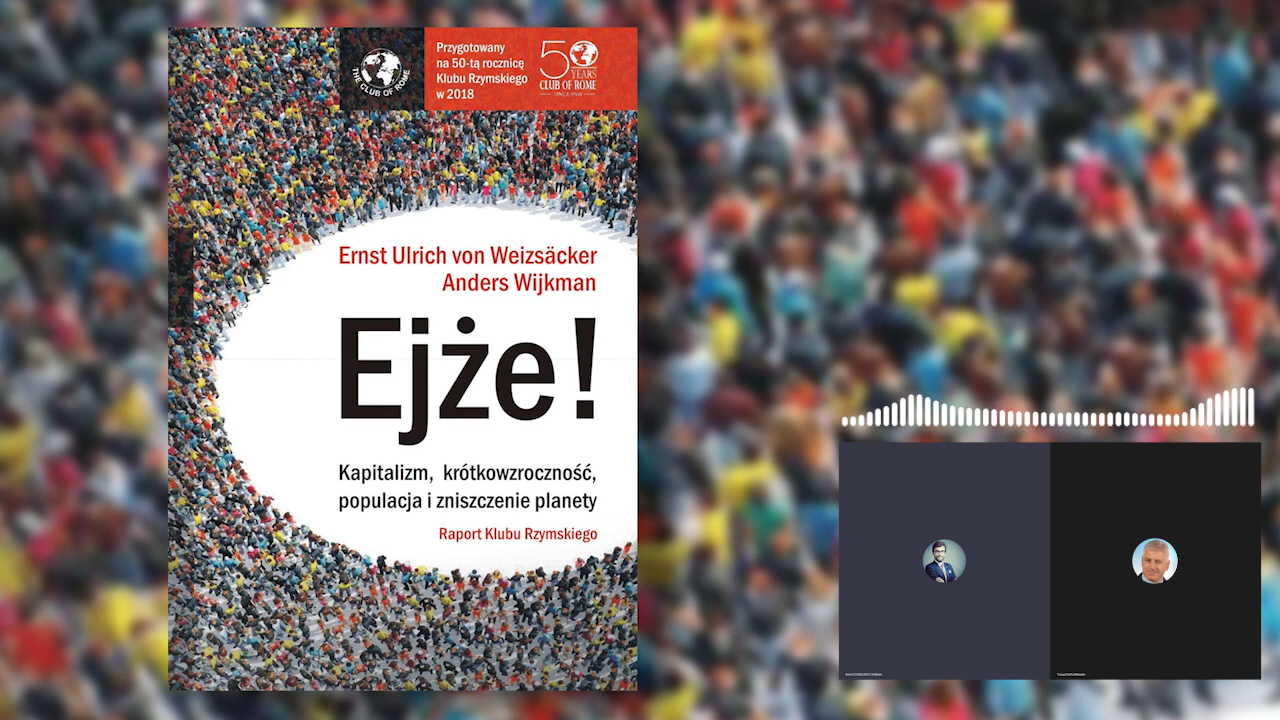 THE CLUB OF ROME
Przygotowany
na 50-tą rocznicę
Klubu Rzymskiego
w 2018
50
YEARS
CLUB OF ROME
Ernst Ulrich von Weizsäcker
Anders Wijkman
Ejże!
Kapitalizm, krótkowzroczność,
populacja i zniszczenie planety
Raport Klubu Rzymskiego